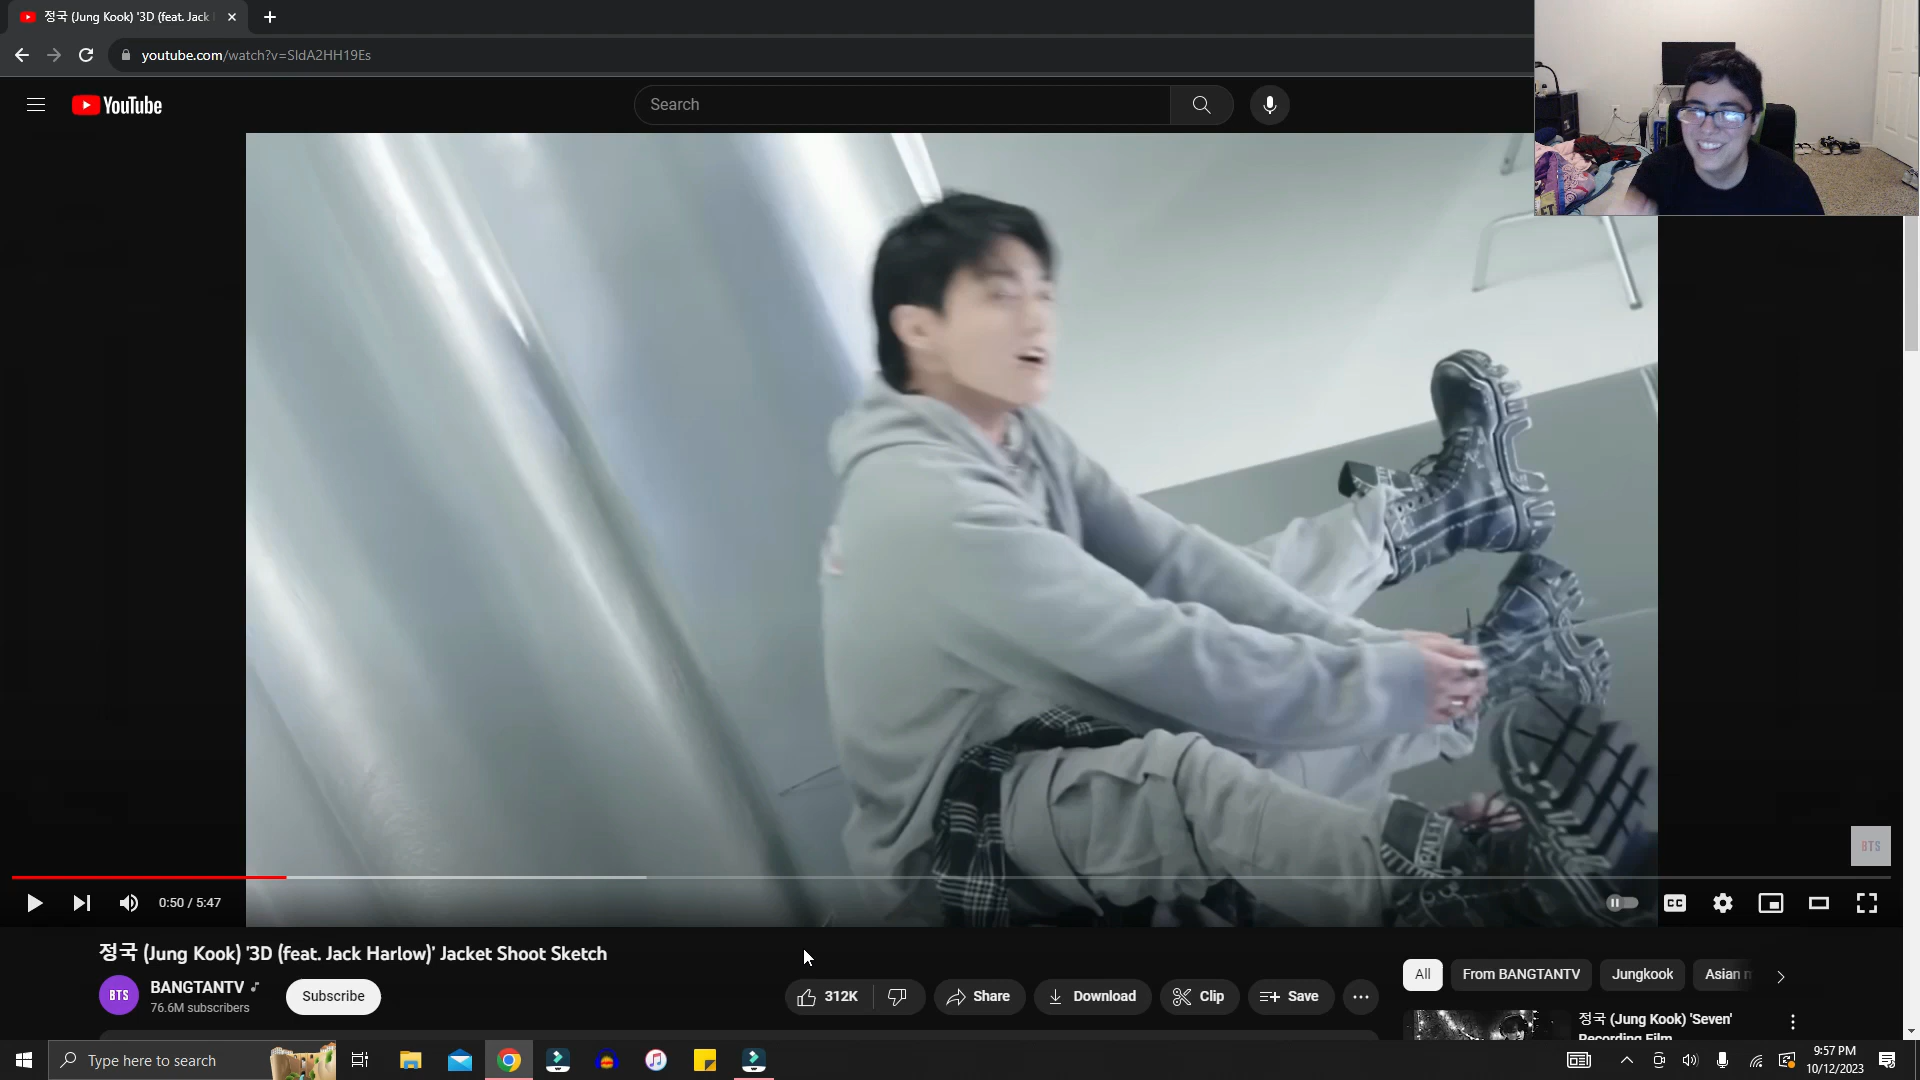 정국 (Jung Kook) '3D (feat. Jack
youtube.com/watch?v=SldA2HH19Es
YouTube
Search
BTS
0:50 / 5:47
CC
정국 (Jung Kook) '3D (feat. Jack Harlow)' Jacket Shoot Sketch
BTS
BANGTANTV
76.6M subscribers
Subscribe
312K
Share
Download
Clip
Save
All
From BANGTANTV
Jungkook
Asian
정국 (Jung Kook) 'Seven'
Recording Film
Type here to search
9:57 PM
10/12/2023